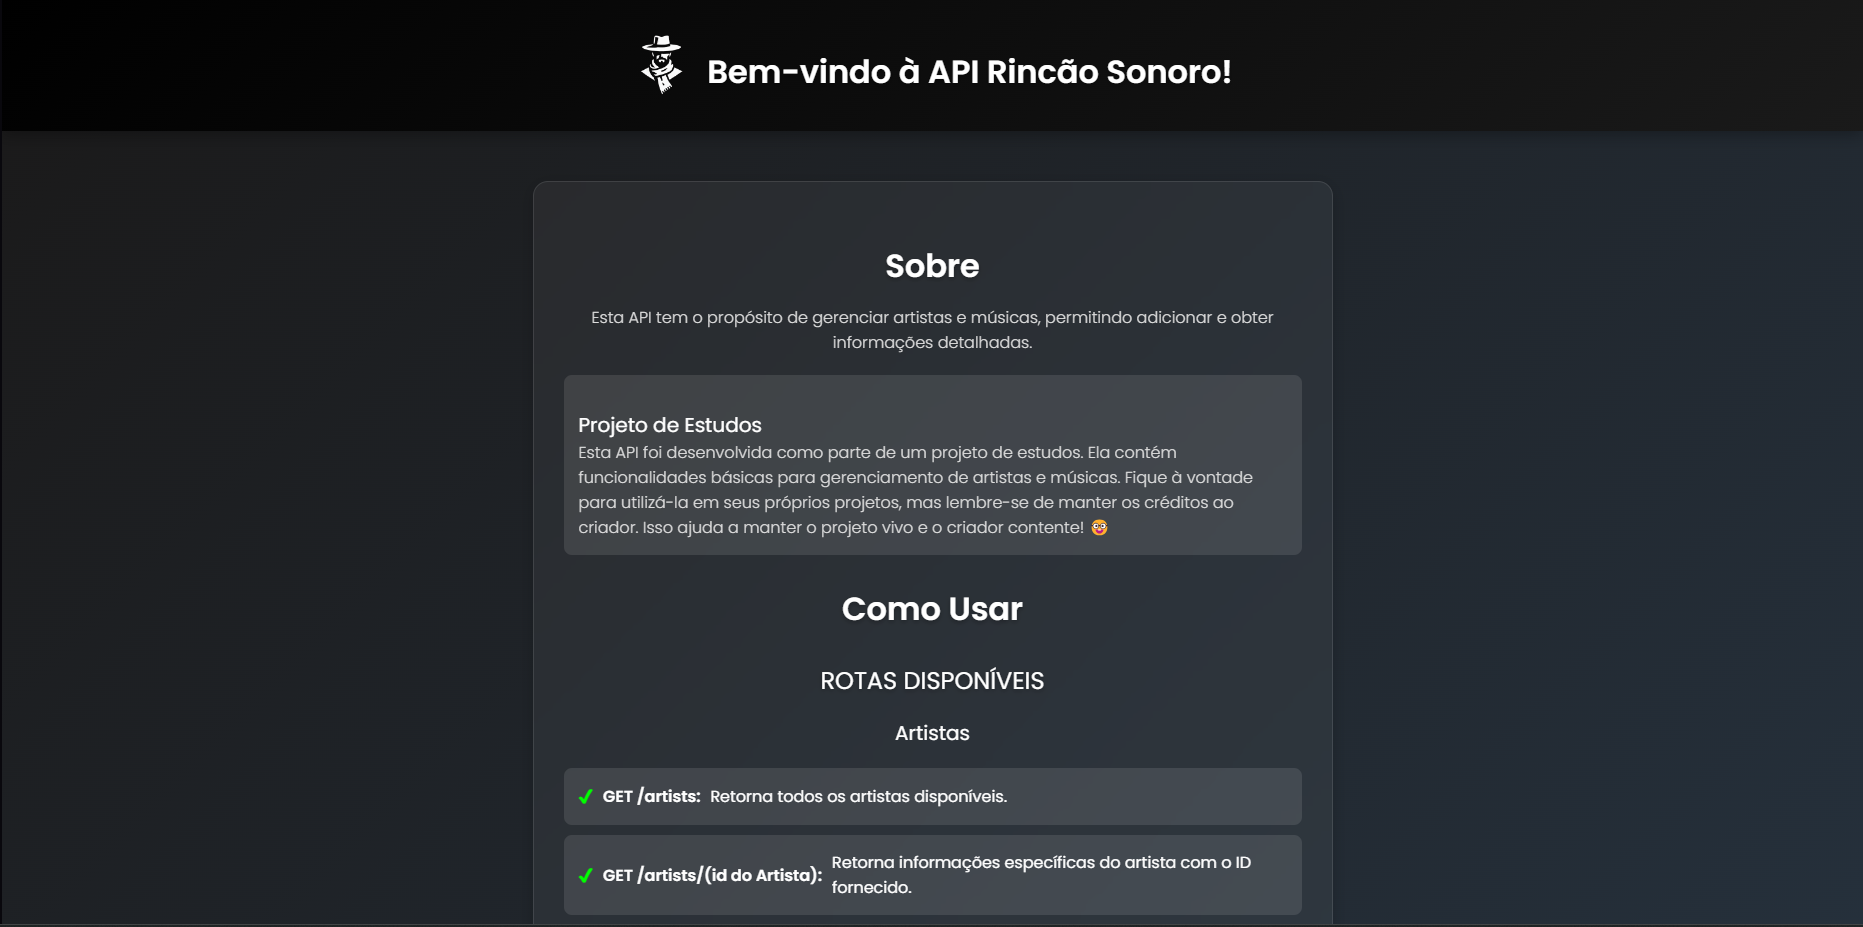 Bem-vindo à API Rincão Sonoro!
Sobre
Esta API tem o propósito de gerenciar artistas e músicas, permitindo adicionar e obter
informações detalhadas.
Projeto de Estudos
Esta API foi desenvolvida como parte de um projeto de estudos. Ela contém
funcionalidades básicas para gerenciamento de artistas e músicas. Fique à vontade
para utilizá-la em seus próprios projetos, mas lembre-se de manter os créditos ao
criador. Isso ajuda a manter o projeto vivo e o criador contente! 🤓
Como Usar
ROTAS DISPONÍVEIS
Artistas
✔ GET /artists: Retorna todos os artistas disponíveis.
✔ GET /artists/(id do Artista): Retorna informações específicas do artista com o ID
fornecido.